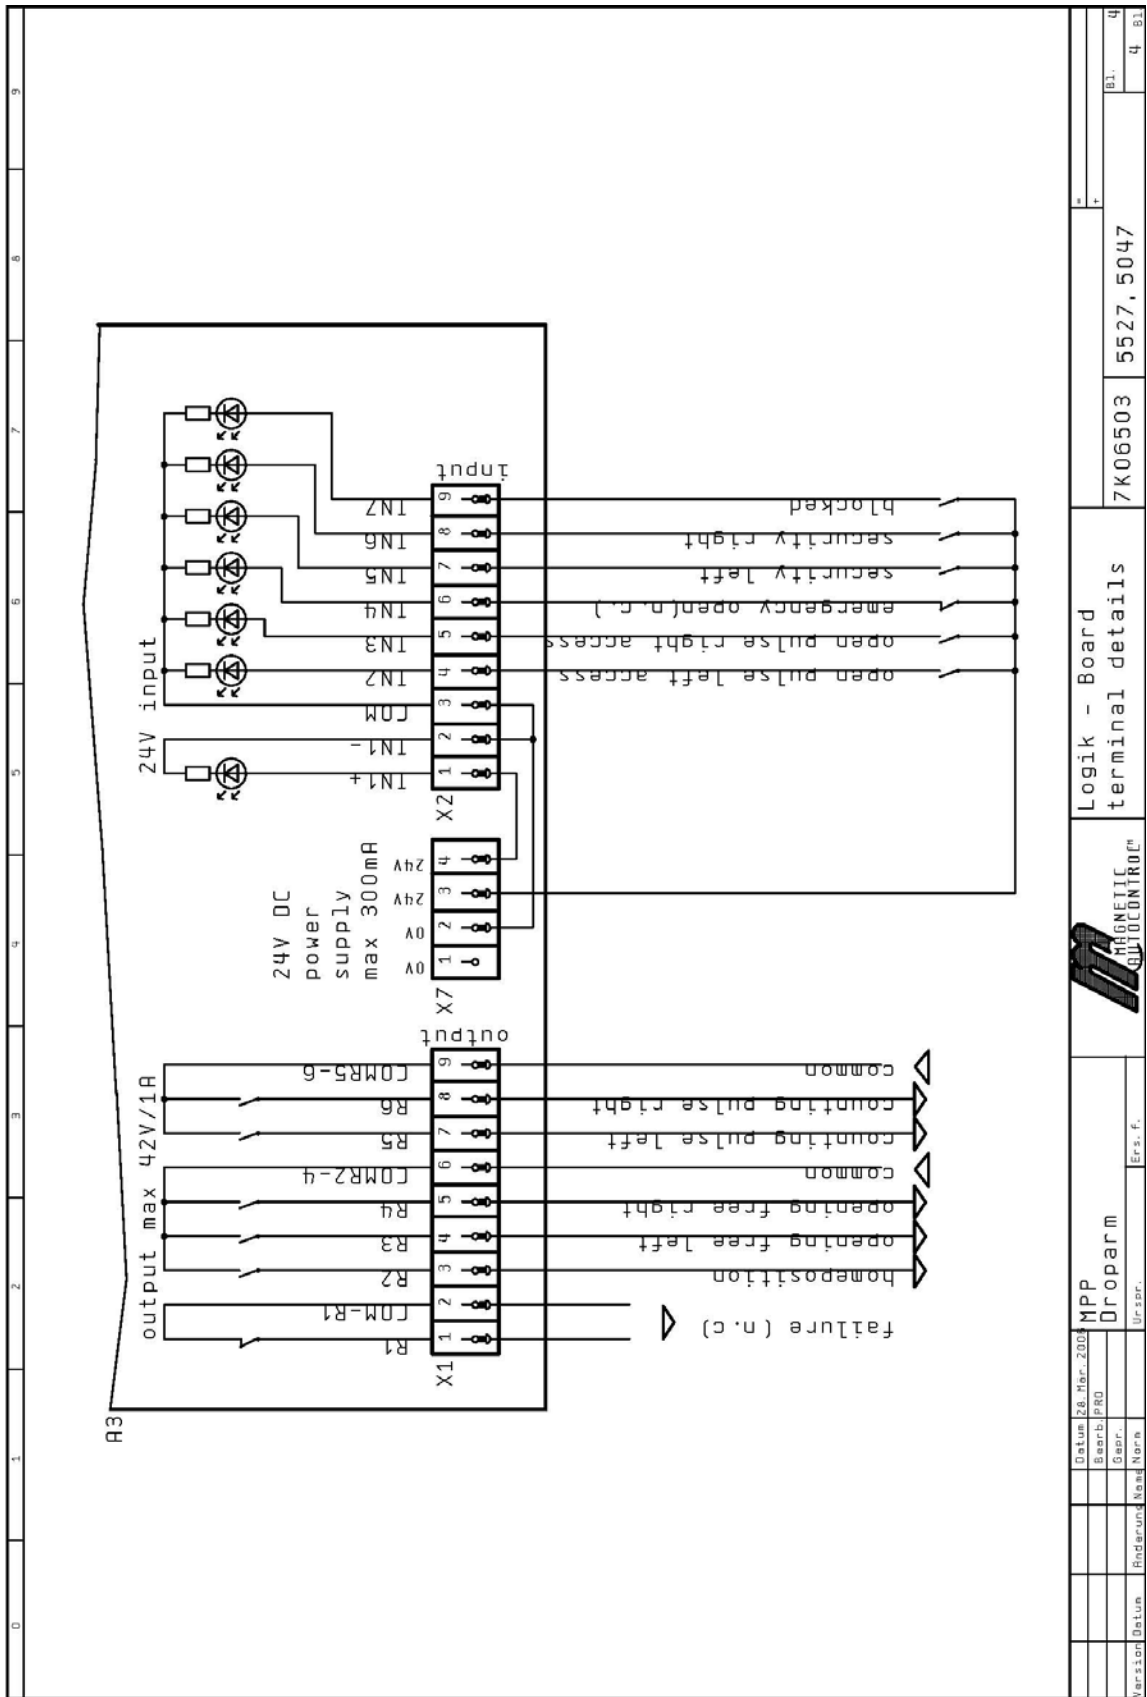 0 1 2 3 4 5 6 7 8 9
A3
output max 42V/1A
24V input
R1
COM-R1
R2
R3
R4
COMR2-4
R5
R6
COMR5-6
X1
1 2 3 4 5 6 7 8 9
output
failure (n.c)
homeposition
opening free left
opening free right
common
counting pulse left
counting pulse right
common
24V DC
power
supply
max 300mA
0V
0V
24V
24V
X7
1 2 3 4
IN1+
IN1-
COM
IN2
IN3
IN4
IN5
IN6
IN7
X2
1 2 3 4 5 6 7 8 9
input
open pulse left access
open pulse right access
emergency open(n.c.)
security left
security right
blocked
Datum 28.Mär.
Bearb. PRO
Gepr.
Version Datum Änderung Name Norm
MPP
Droparm
Urspr.
Ers. f.
m
MAGNETIC
AUTOCONTROL
Logik - Board
terminal details
7K06503
5527,5047
=
+
Bl. 4
4 Bl.